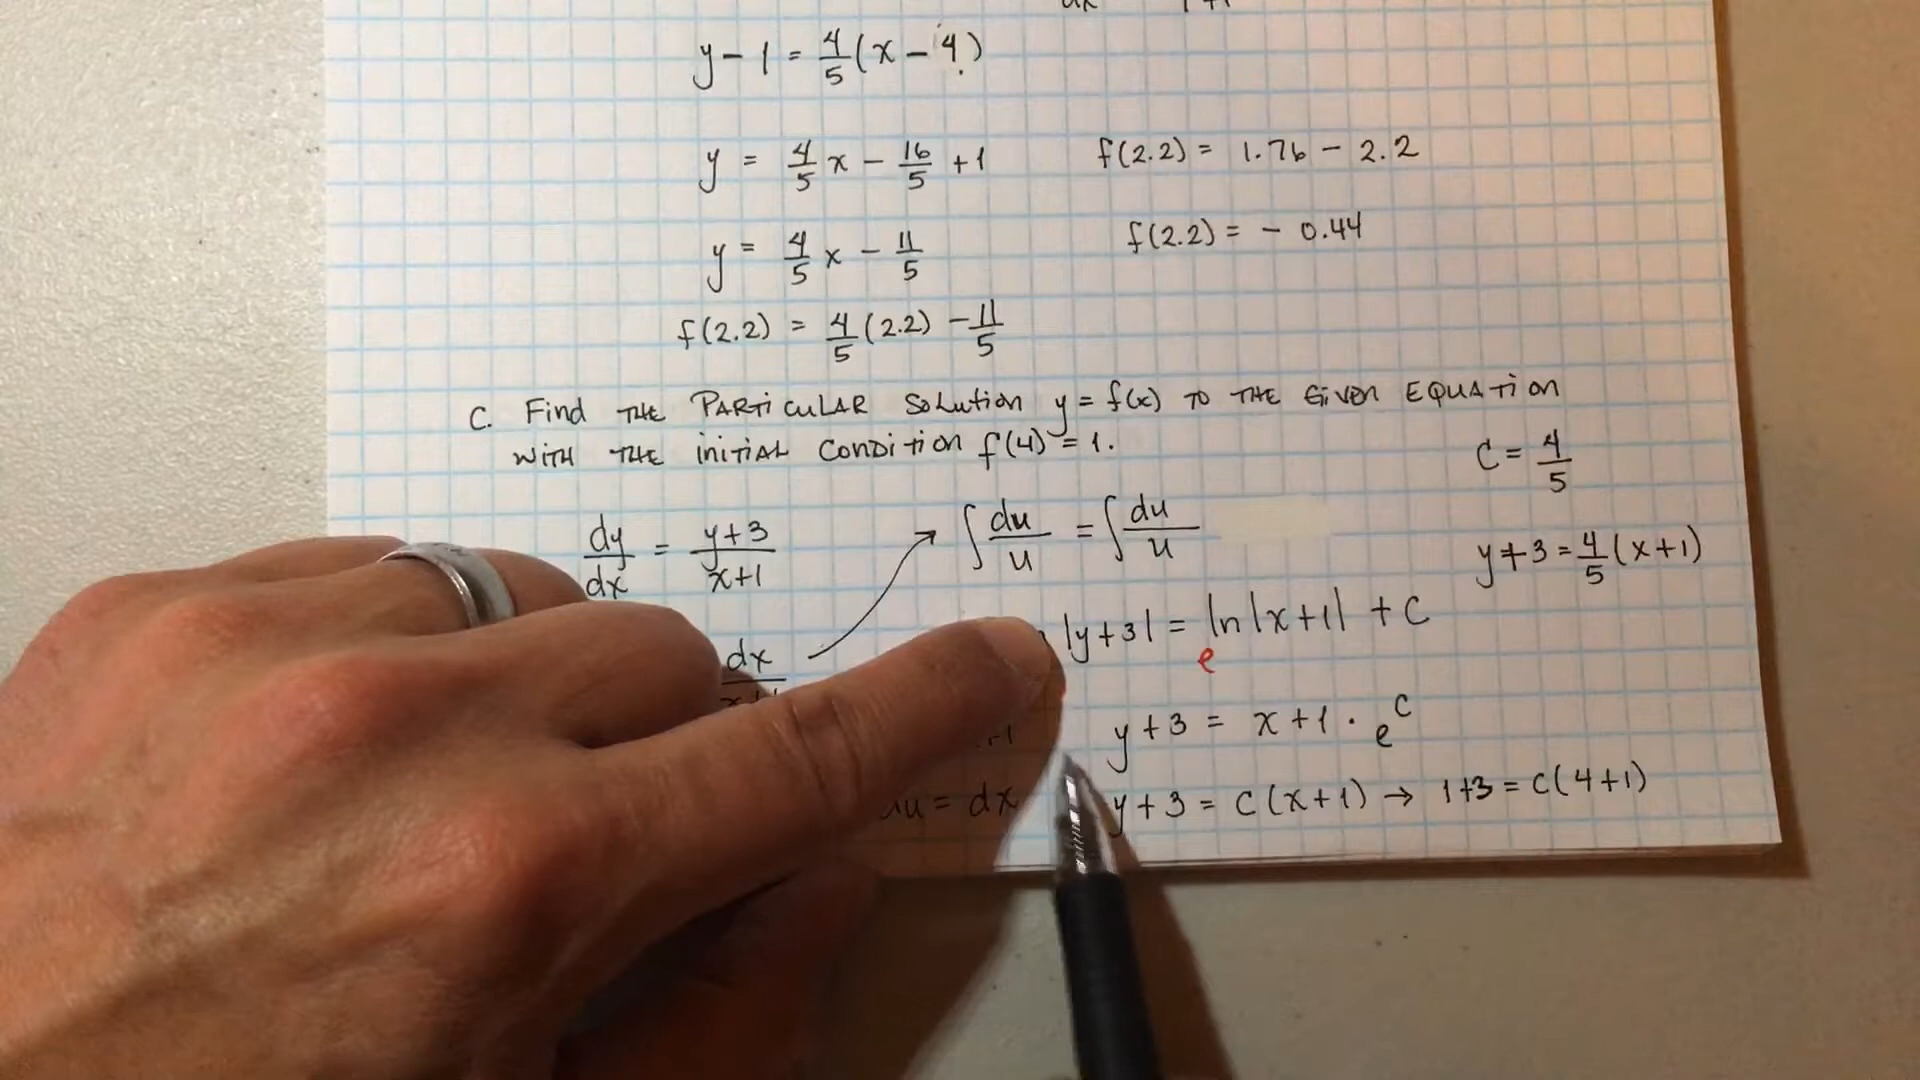 y - 1 = 4/5 (x - 4)
y = 4/5 x - 16/5 + 1
y = 4/5 x - 11/5
f(2.2) = 4/5 (2.2) - 11/5
f(2.2) = 1.76 - 2.2
f(2.2) = - 0.44
C. Find THE PARTiCULAR Solution y = f(x) TO THE GiVEN EQUATion
WiTH THE iniTiAL CondiTion f(4) = 1.
dy/dx = y+3/x+1
dx
∫ du/u = ∫ du/u
|y+3| = ln|x+1| + C
e
du = dx
y+3 = x+1 · e^C
y+3 = C(x+1) → 1+3 = C(4+1)
C = 4/5
y+3 = 4/5 (x+1)